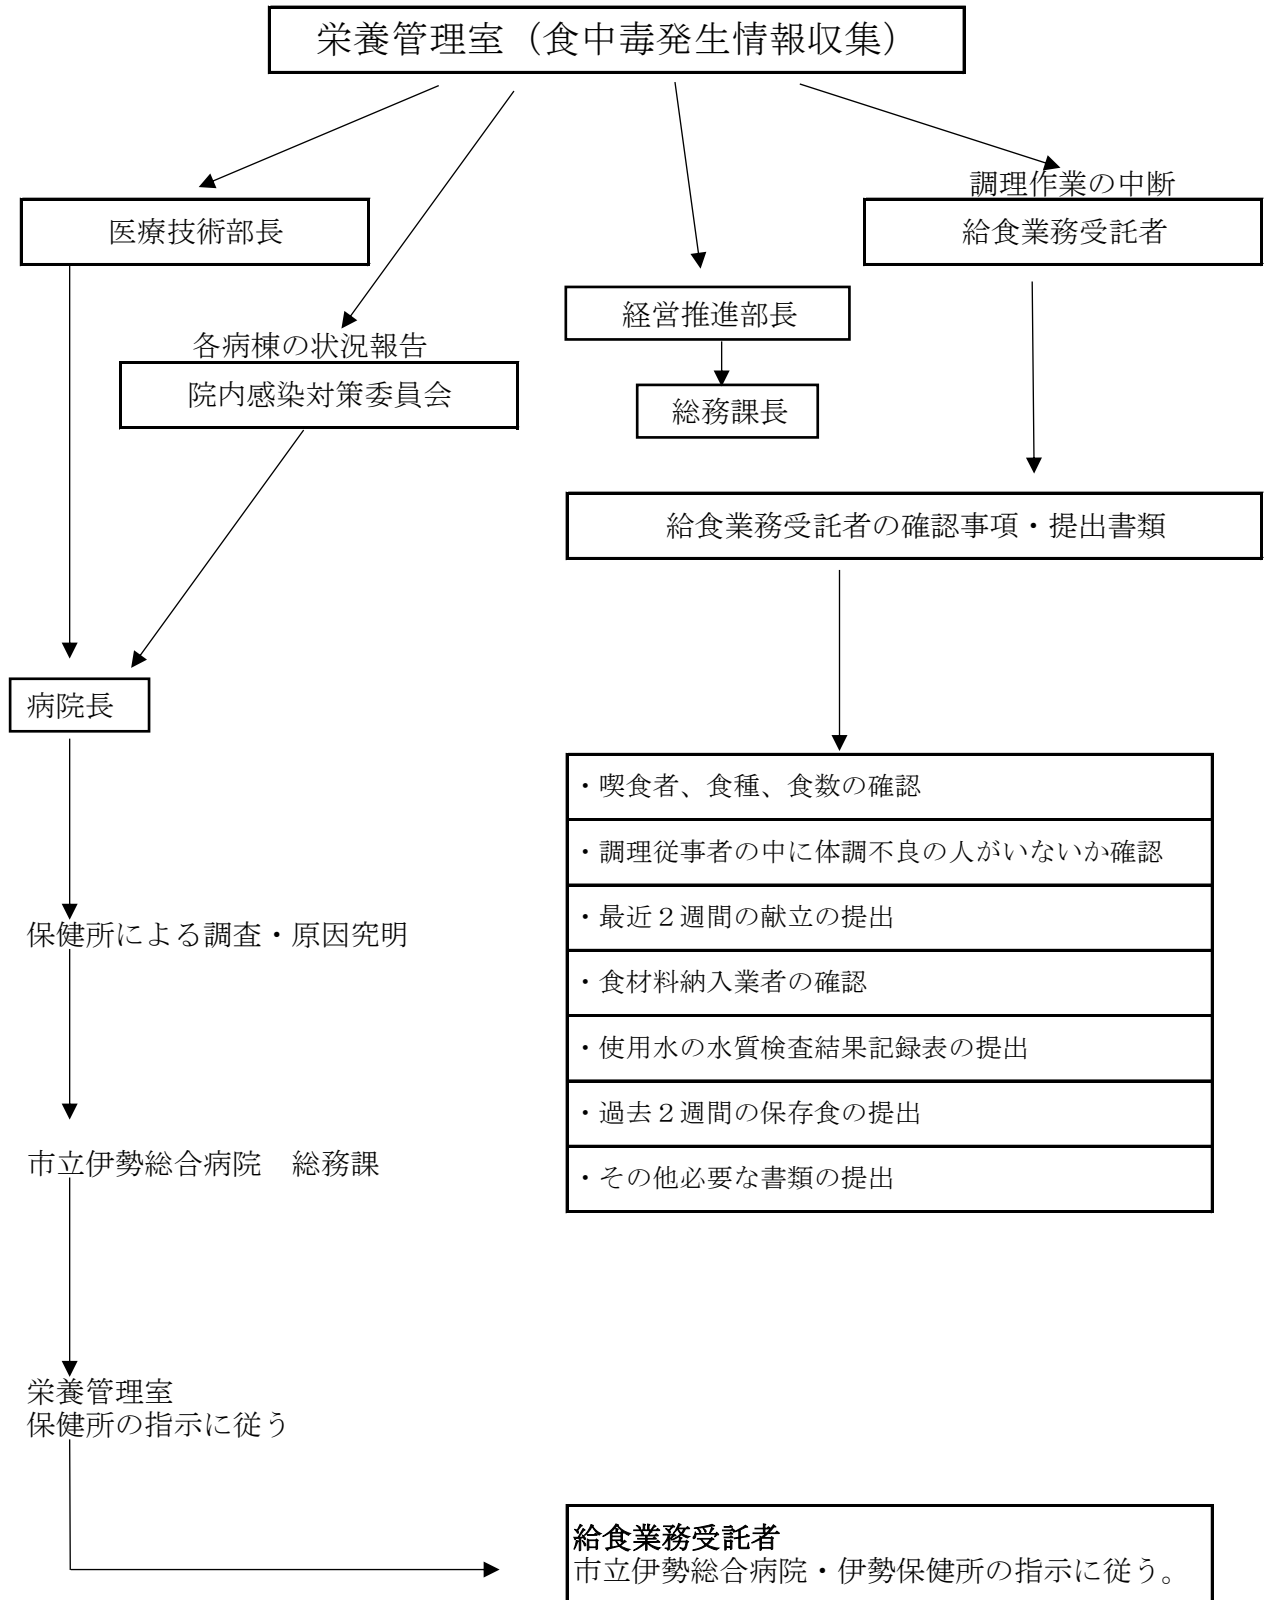 栄養管理室（食中毒発生情報収集）
調理作業の中断
医療技術部長
給食業務受託者
経営推進部長
各病棟の状況報告
院内感染対策委員会
総務課長
給食業務受託者の確認事項・提出書類
病院長
・喫食者、食種、食数の確認
・調理従事者の中に体調不良の人がいないか確認
・最近２週間の献立の提出
・食材料納入業者の確認
・使用水の水質検査結果記録表の提出
・過去２週間の保存食の提出
・その他必要な書類の提出
保健所による調査・原因究明
市立伊勢総合病院　総務課
栄養管理室
保健所の指示に従う
給食業務受託者
市立伊勢総合病院・伊勢保健所の指示に従う。